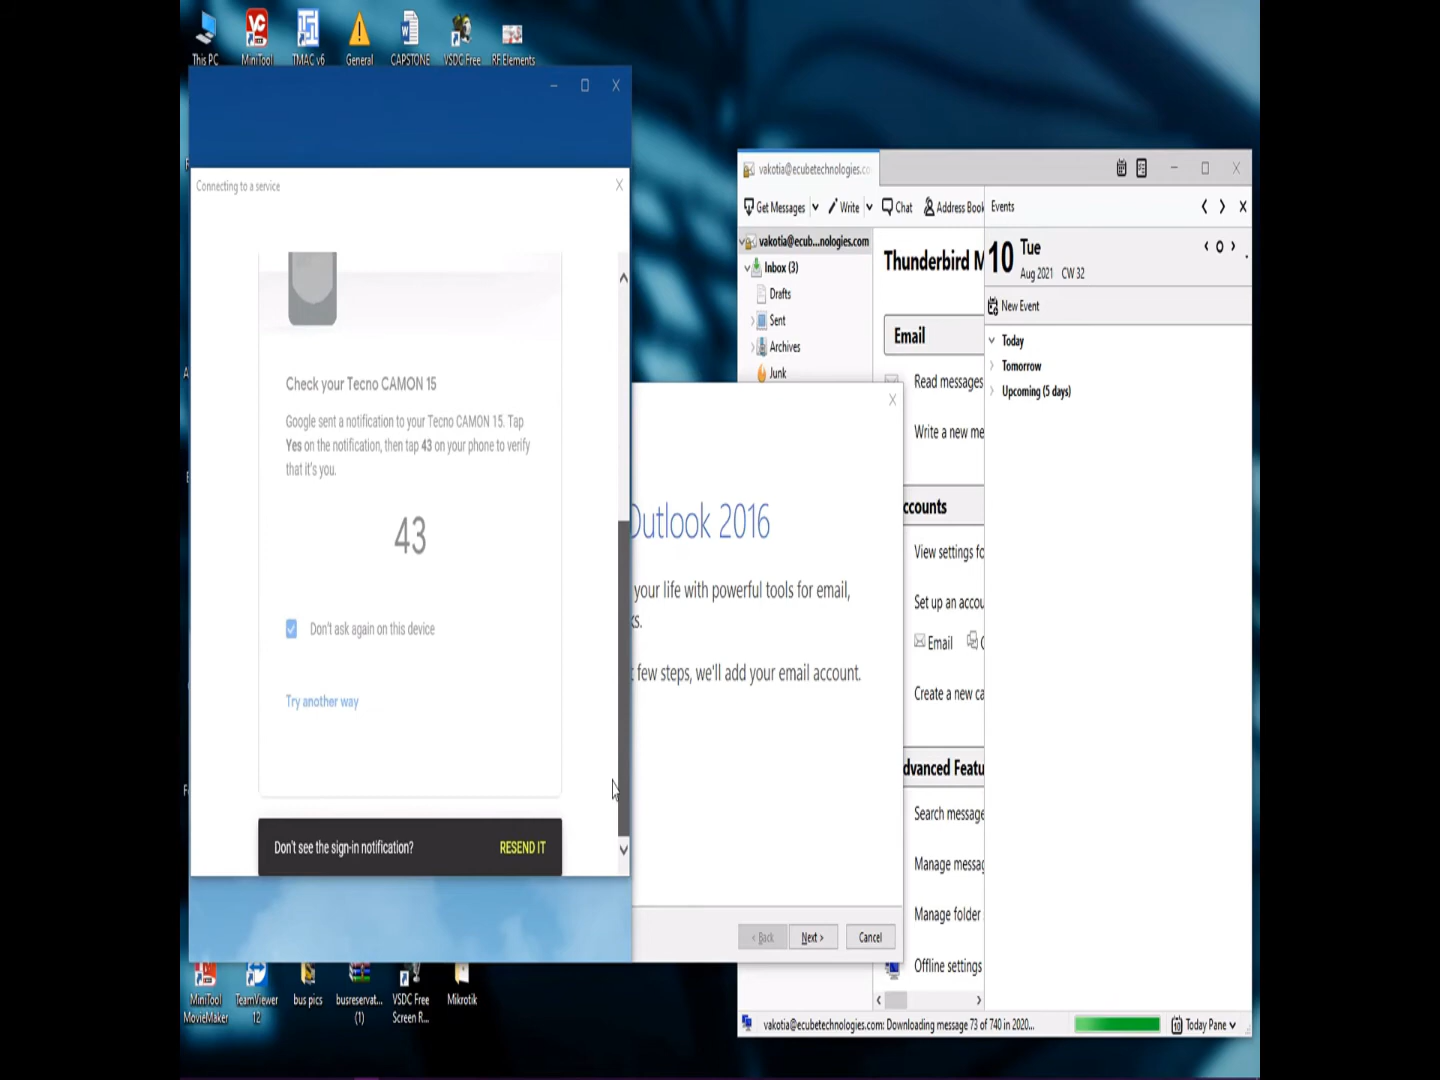 This PC
MiniTool
TMAC v6
General
CAPSTONE
VSDC Free
RF Elements
Connecting to a service
Check your Tecno CAMON 15
Google sent a notification to your Tecno CAMON 15. Tap
Yes on the notification, then tap 43 on your phone to verify
that it's you.
43
Don't ask again on this device
Try another way
Don't see the sign-in notification?
RESEND IT
Outlook 2016
your life with powerful tools for email,
few steps, we'll add your email account.
< Back
Next >
Cancel
vakotia@ecubetechnologies.co
Get Messages
Write
Chat
Address Book
vakotia@ecub...nologies.com
Inbox (3)
Drafts
Sent
Archives
Junk
Thunderbird M
Email
Read messages
Write a new me
ccounts
View settings fo
Set up an accou
Email
C
Create a new ca
dvanced Featu
Search message
Manage messag
Manage folder
Offline settings
Events
10
Tue
Aug 2021 CW 32
New Event
Today
Tomorrow
Upcoming (5 days)
vakotia@ecubetechnologies.com: Downloading message 73 of 740 in 2020...
Today Pane
MiniTool
MovieMaker
TeamViewer
12
bus pics
busreservat...
(1)
VSDC Free
Screen R...
Mikrotik